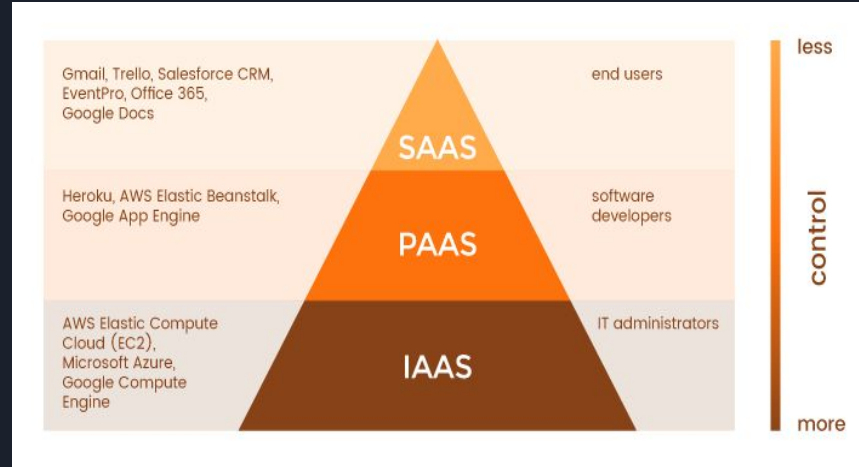 Gmail, Trello, Salesforce CRM,
EventPro, Office 365,
Google Docs
SAAS
end users
Heroku, AWS Elastic Beanstalk,
Google App Engine
PAAS
software
developers
AWS Elastic Compute
Cloud (EC2),
Microsoft Azure,
Google Compute
Engine
IAAS
IT administrators
less
control
more